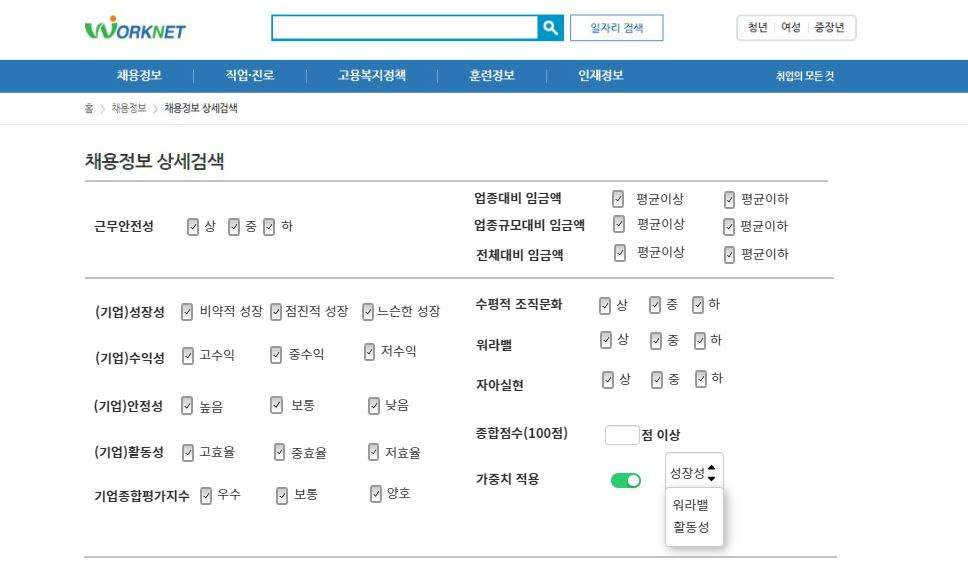 WORKNET
일자리 검색
청년 여성 중장년
채용정보 직업·진로 고용복지정책 훈련정보 인재정보 취업의 모든 것
홈 > 채용정보 > 채용정보 상세검색
채용정보 상세검색
업종대비 임금액 평균이상 평균이하
근무안전성 상 중 하
업종규모대비 임금액 평균이상 평균이하
전체대비 임금액 평균이상 평균이하
(기업)성장성 비약적 성장 점진적 성장 느슨한 성장
수평적 조직문화 상 중 하
(기업)수익성 고수익 중수익 저수익
워라밸 상 중 하
자아실현 상 중 하
(기업)안정성 높음 보통 낮음
종합점수(100점) 점 이상
(기업)활동성 고효율 중효율 저효율
가중치 적용 성장성
기업종합평가지수 우수 보통 양호
워라밸
활동성